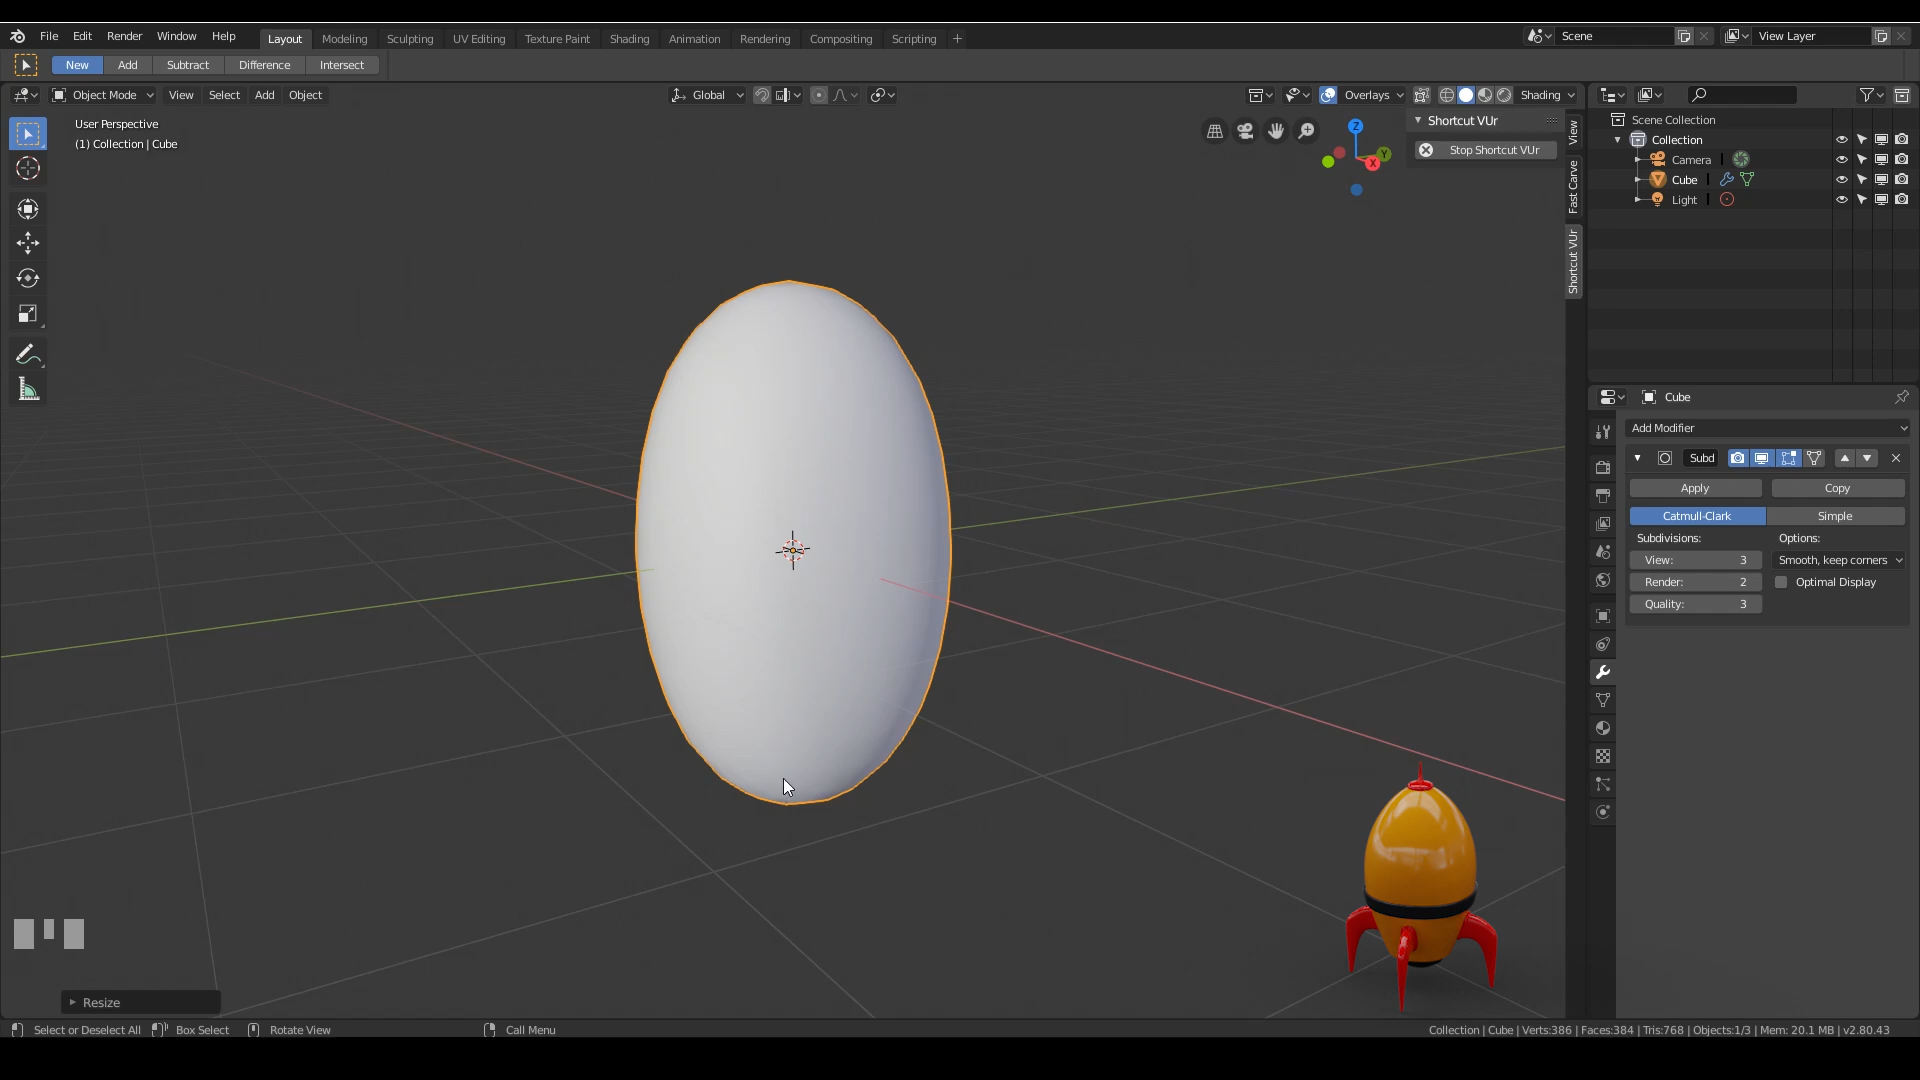 File Edit Render Window Help Layout Modeling Sculpting UV Editing Texture Paint Shading Animation Rendering Compositing Scripting + Scene View Layer
New Add Subtract Difference Intersect
Object Mode View Select Add Object Global Overlays Shading
User Perspective
(1) Collection | Cube
Z
Y
X
Shortcut VUr
Stop Shortcut VUr
View
Fast Carve
Shortcut VUr
Scene Collection
Collection
Camera
Cube
Light
Cube
Add Modifier
Subd
Apply Copy
Catmull-Clark Simple
Subdivisions: Options:
View: 3 Smooth, keep corners
Render: 2 Optimal Display
Quality: 3
Resize
Select or Deselect All Box Select Rotate View Call Menu Collection | Cube | Verts:386 | Faces:384 | Tris:768 | Objects:1/3 | Mem: 20.1 MB | v2.80.43